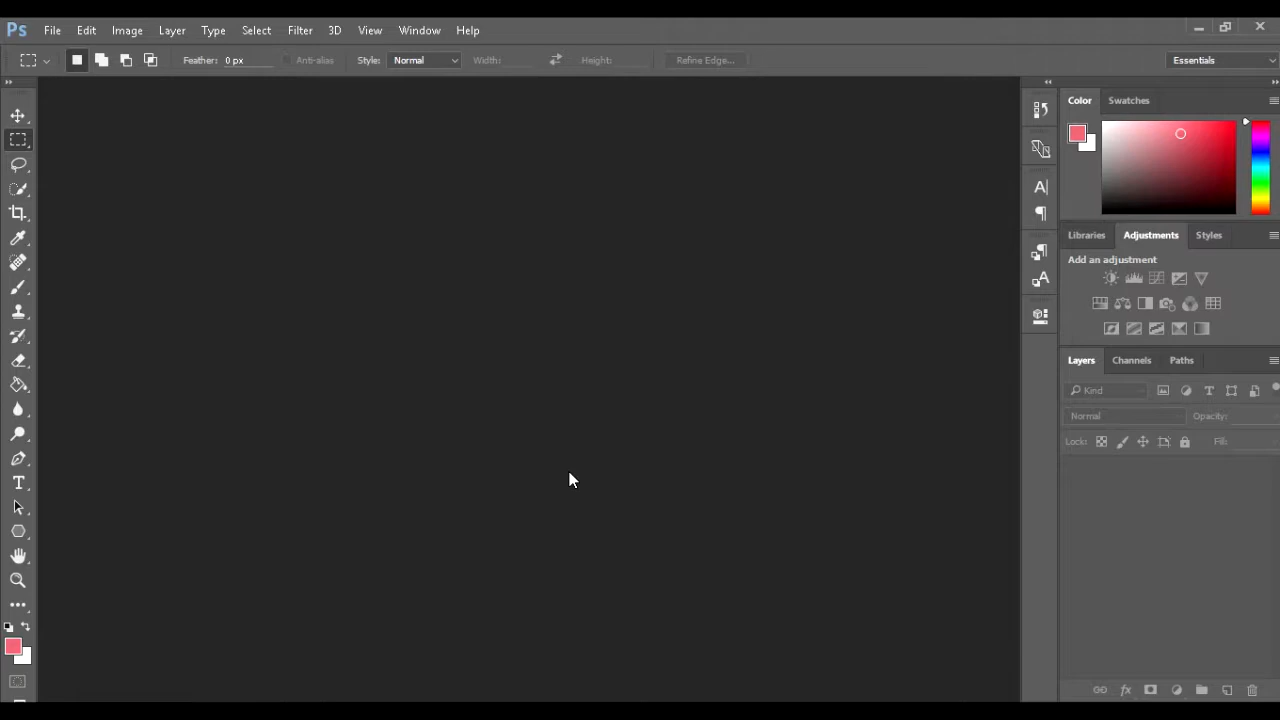 Ps File Edit Image Layer Type Select Filter 3D View Window Help
Feather: 0 px Anti-alias Style: Normal Width: Height: Refine Edge... Essentials
Color Swatches
Libraries Adjustments Styles
Add an adjustment
Layers Channels Paths
Kind
Normal Opacity:
Lock: Fill: